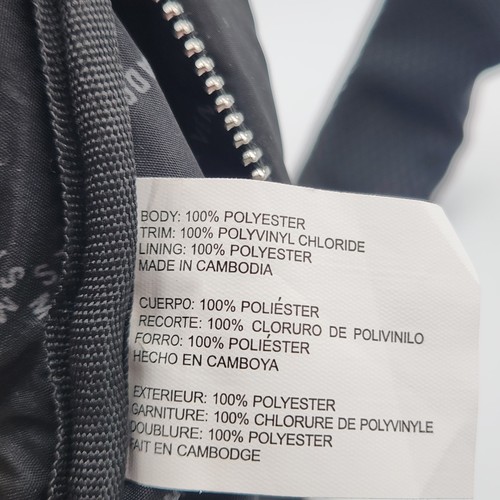 BODY: 100% POLYESTER
TRIM: 100% POLYVINYL CHLORIDE
LINING: 100% POLYESTER
MADE IN CAMBODIA
CUERPO: 100% POLIÉSTER
RECORTE: 100% CLORURO DE POLIVINILO
FORRO: 100% POLIÉSTER
HECHO EN CAMBOYA
EXTERIEUR: 100% POLYESTER
GARNITURE: 100% CHLORURE DE POLYVINYLE
DOUBLURE: 100% POLYESTER
FAIT EN CAMBODGE